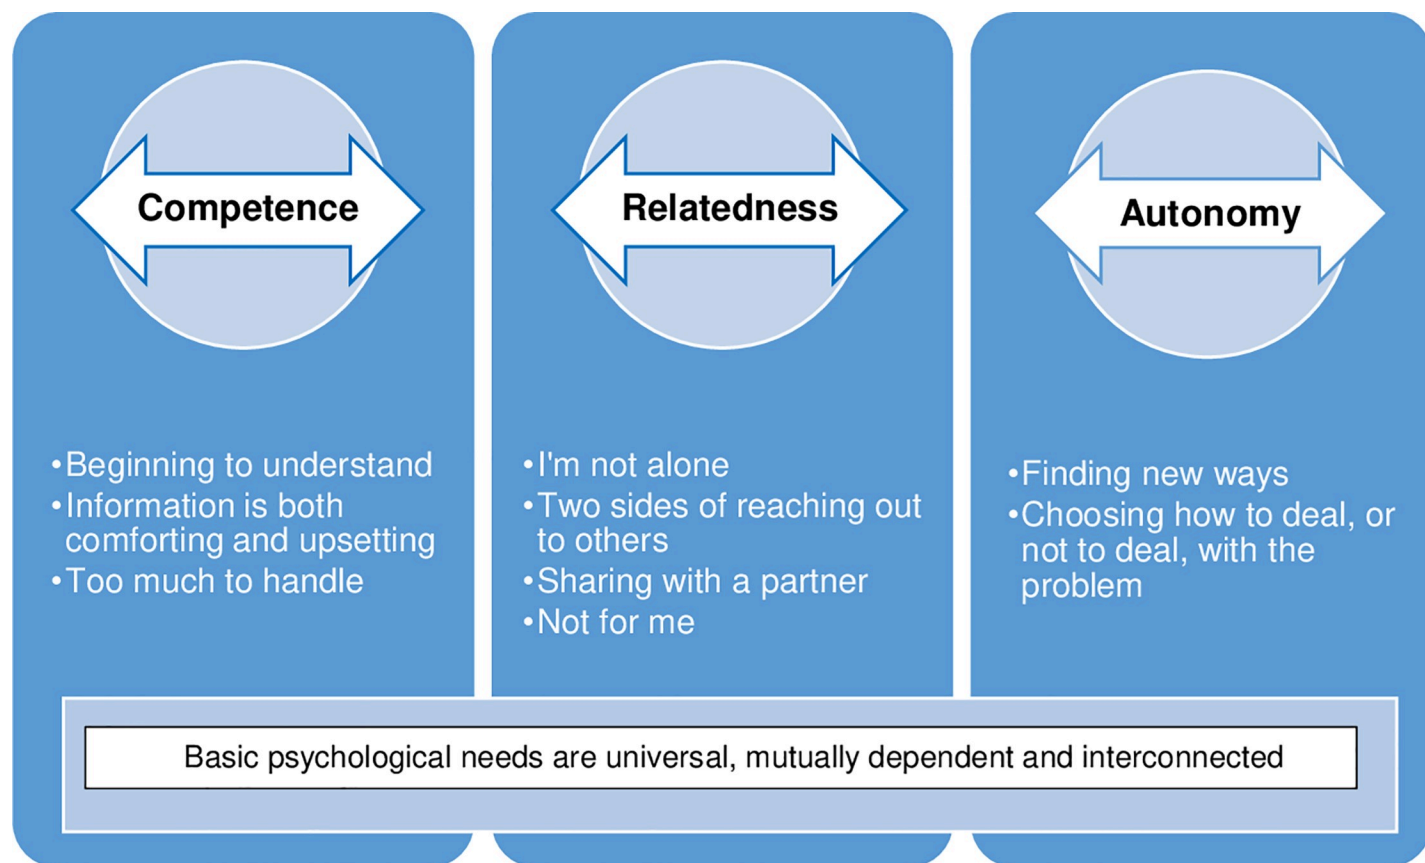 Competence
•Beginning to understand
•Information is both
comforting and upsetting
•Too much to handle
Relatedness
•I'm not alone
•Two sides of reaching out
to others
•Sharing with a partner
•Not for me
Autonomy
•Finding new ways
•Choosing how to deal, or
not to deal, with the
problem
Basic psychological needs are universal, mutually dependent and interconnected